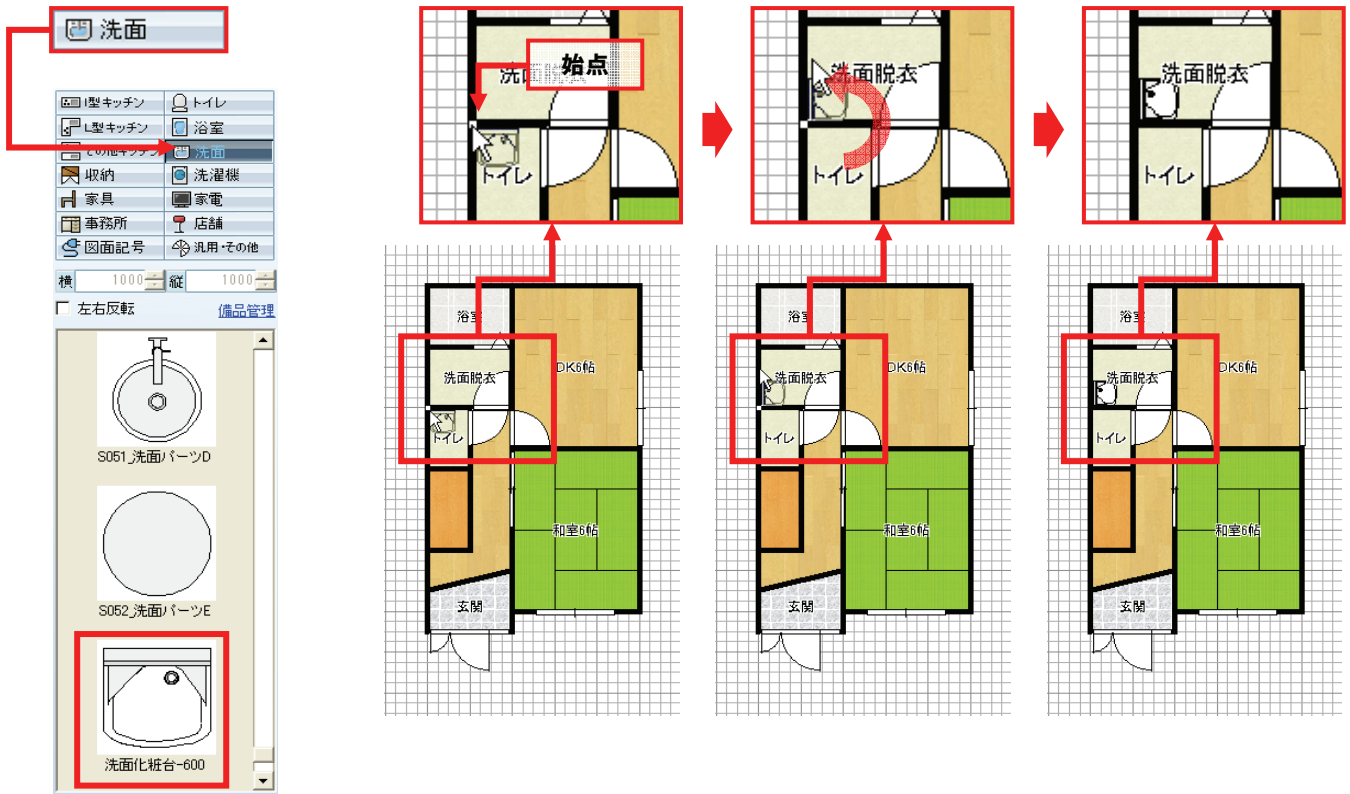 洗面
I型キッチン
トイレ
L型キッチン
浴室
その他キッチン
洗面
収納
洗濯機
家具
家電
事務所
店舗
図面記号
汎用・その他
横 1000 縦 1000
左右反転
備品管理
S051_洗面パーツD
S052_洗面パーツE
洗面化粧台-600
始点
トイレ
洗面脱衣
トイレ
洗面脱衣
トイレ
浴室
洗面脱衣
DK6帖
トイレ
和室6帖
玄関
浴室
洗面脱衣
DK6帖
トイレ
和室6帖
玄関
浴室
洗面脱衣
DK6帖
トイレ
和室6帖
玄関